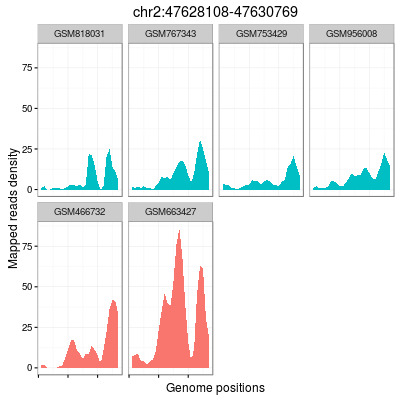 chr2:47628108-47630769
GSM818031 GSM767343 GSM753429 GSM956008
75
50
25
0
GSM466732 GSM663427
75
50
25
0
Mapped reads density
Genome positions